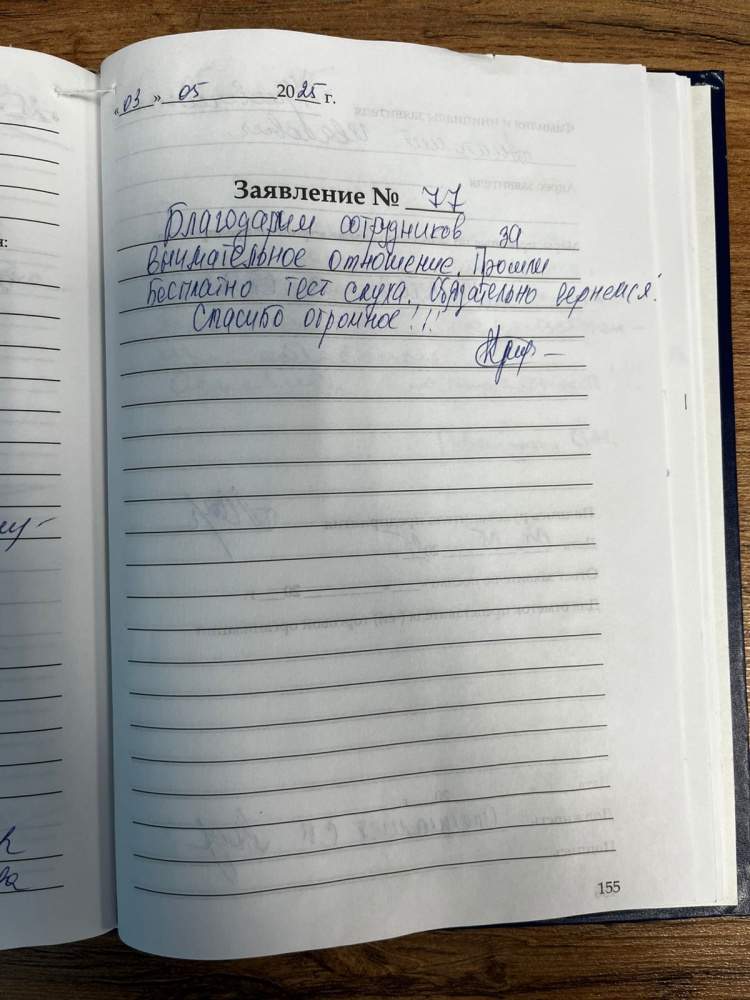 «03» 05 2025 г.
Заявление № 77
Благодарим сотрудников за
внимательное отношение. Прошли
бесплатно тест слуха. Обязательно вернемся!
Спасибо огромное!!!
155